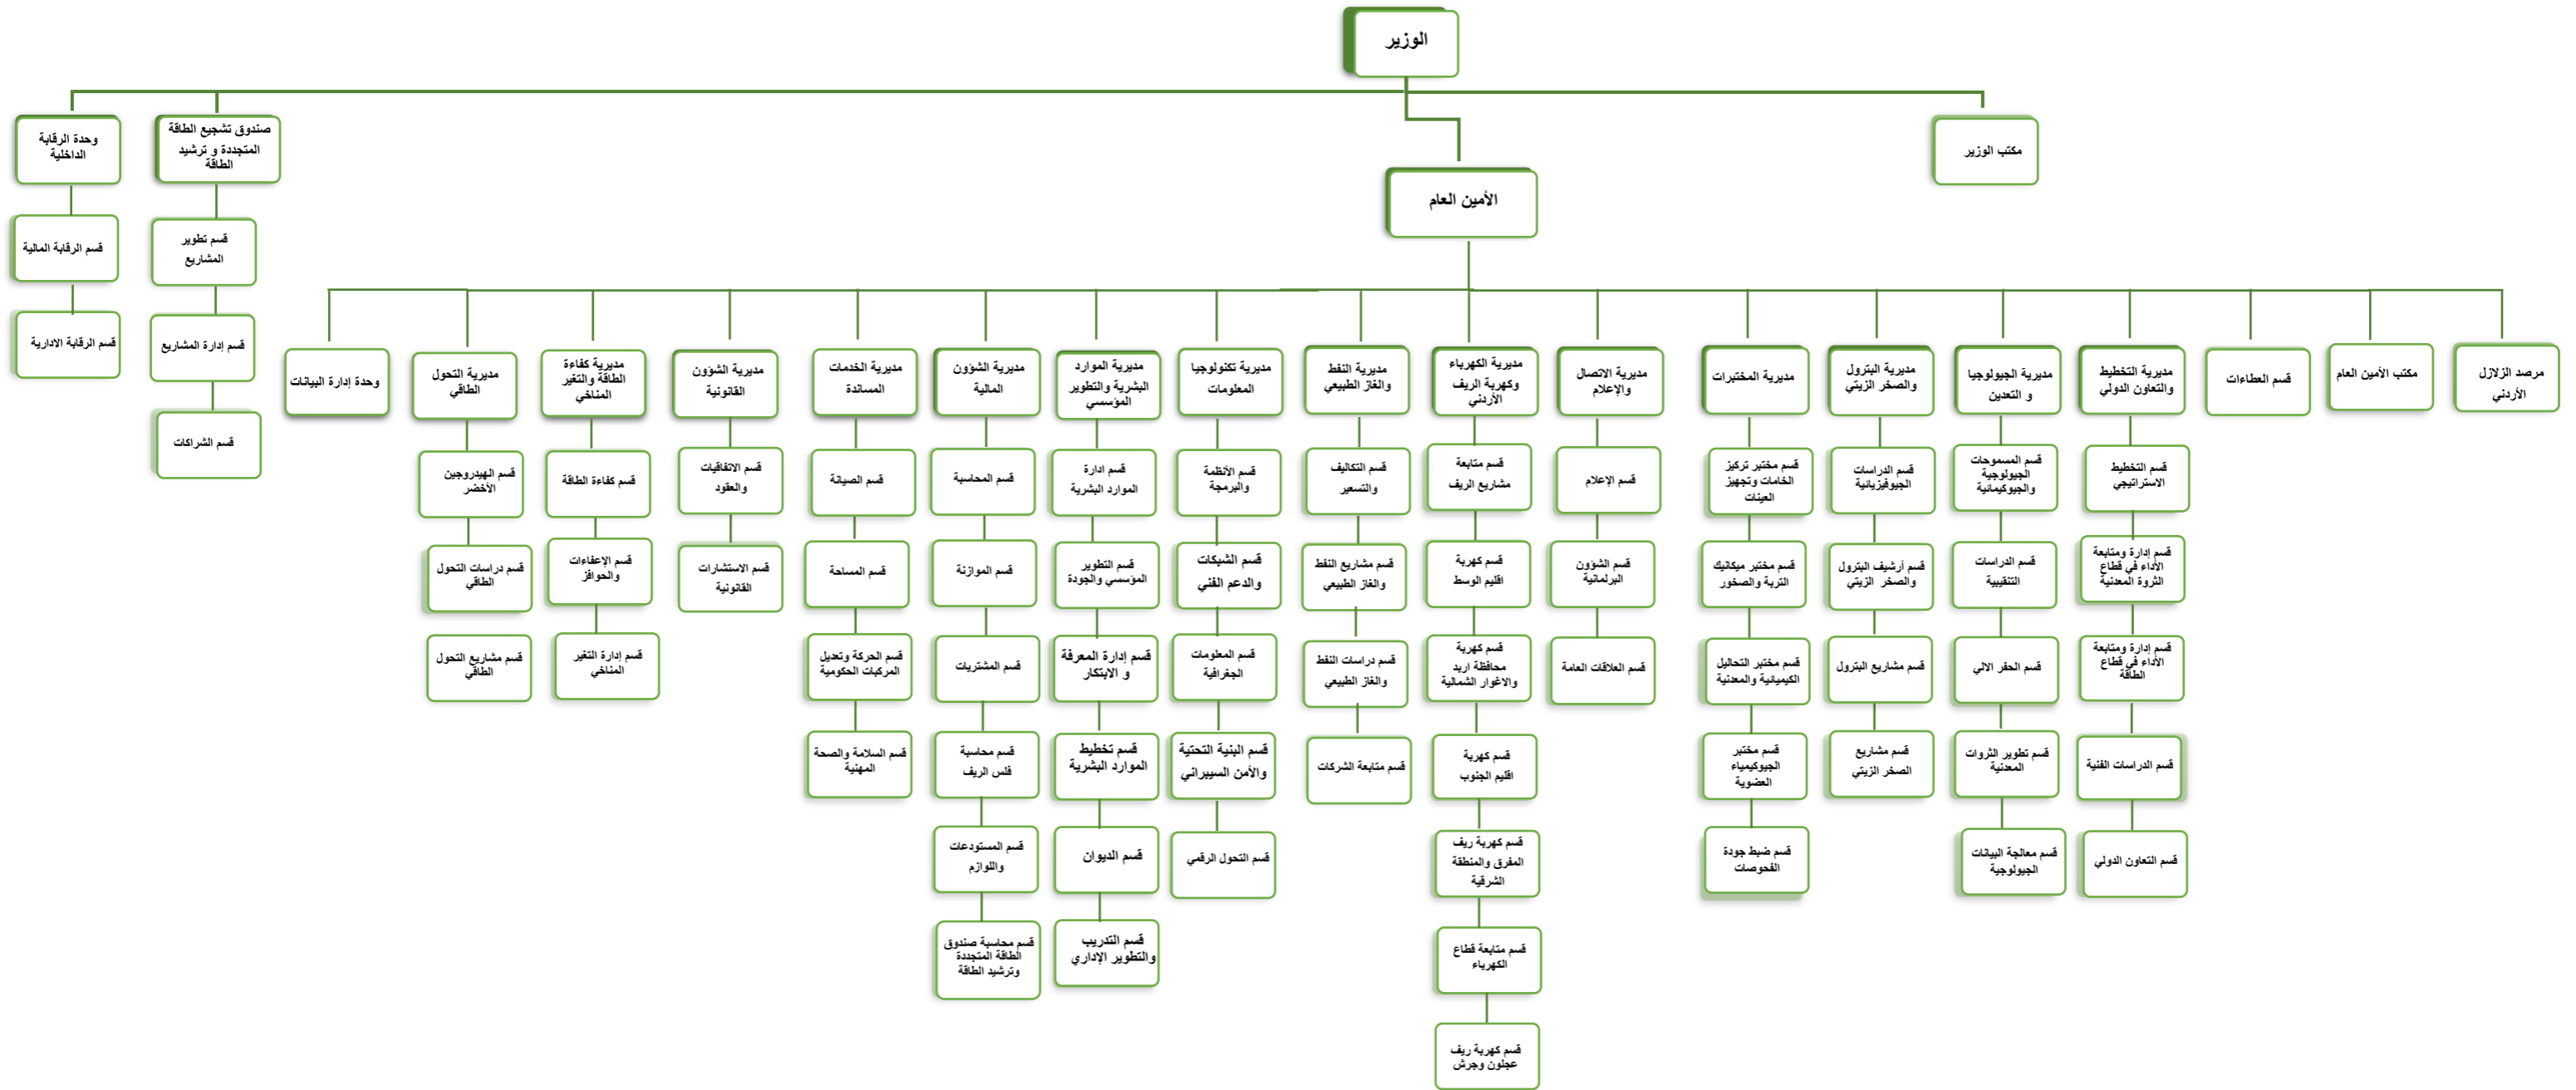 الوزير
مكتب الوزير
صندوق تشجيع الطاقة
المتجددة و ترشيد
الطاقة
وحدة الرقابة
الداخلية
الأمين العام
قسم تطوير
المشاريع
قسم إدارة المشاريع
قسم الشراكات
قسم الرقابة المالية
قسم الرقابة الادارية
مرصد الزلازل
الأردني
مكتب الأمين العام
قسم العطاءات
مديرية التخطيط
والتعاون الدولي
قسم التخطيط
الاستراتيجي
قسم إدارة ومتابعة
الأداء في قطاع
الثروة المعدنية
قسم إدارة ومتابعة
الأداء في قطاع
الطاقة
قسم الدراسات الفنية
قسم التعاون الدولي
مديرية الجيولوجيا
و التعدين
قسم المسموحات
الجيولوجية
والجيوكيمائية
قسم الدراسات
التنقيبية
قسم الحفر الالي
قسم تطوير الثروات
المعدنية
قسم معالجة البيانات
الجيولوجية
مديرية البترول
والصخر الزيتي
قسم الدراسات
الجيوفيزيائية
قسم أرشيف البترول
والصخر الزيتي
قسم مشاريع البترول
قسم مشاريع
الصخر الزيتي
مديرية المختبرات
قسم مختبر تركيز
الخامات وتجهيز
العينات
قسم مختبر ميكانيك
التربة والصخور
قسم مختبر التحاليل
الكيميائية والمعدنية
قسم مختبر
الجيوكيمياء
العضوية
قسم ضبط جودة
الفحوصات
مديرية الاتصال
والإعلام
قسم الإعلام
قسم الشؤون
البرلمانية
قسم العلاقات العامة
مديرية الكهرباء
وكهربة الريف
الأردني
قسم متابعة
مشاريع الريف
قسم كهربة
اقليم الوسط
قسم كهربة
محافظة اربد
والاغوار الشمالية
قسم كهربة
اقليم الجنوب
قسم كهربة ريف
المفرق والمنطقة
الشرقية
قسم متابعة قطاع
الكهرباء
قسم كهربة ريف
عجلون وجرش
مديرية النفط
والغاز الطبيعي
قسم التكاليف
والتسعير
قسم مشاريع النفط
والغاز الطبيعي
قسم دراسات النفط
والغاز الطبيعي
قسم متابعة الشركات
مديرية تكنولوجيا
المعلومات
قسم الأنظمة
والبرمجة
قسم الشبكات
والدعم الفني
قسم المعلومات
الجغرافية
قسم البنية التحتية
والأمن السيبراني
قسم التحول الرقمي
مديرية الموارد
البشرية والتطوير
المؤسسي
قسم ادارة
الموارد البشرية
قسم التطوير
المؤسسي والجودة
قسم إدارة المعرفة
و الابتكار
قسم تخطيط
الموارد البشرية
قسم الديوان
قسم التدريب
والتطوير الإداري
مديرية الشؤون
المالية
قسم المحاسبة
قسم الموازنة
قسم المشتريات
قسم محاسبة
فلس الريف
قسم المستودعات
واللوازم
قسم محاسبة صندوق
الطاقة المتجددة
وترشيد الطاقة
مديرية الخدمات
المساندة
قسم الصيانة
قسم المساحة
قسم الحركة وتعديل
المركبات الحكومية
قسم السلامة والصحة
المهنية
مديرية الشؤون
القانونية
قسم الاتفاقيات
والعقود
قسم الاستشارات
القانونية
مديرية كفاءة
الطاقة والتغير
المناخي
قسم كفاءة الطاقة
قسم الإعفاءات
والحوافز
قسم إدارة التغير
المناخي
مديرية التحول
الطاقي
قسم الهيدروجين
الأخضر
قسم دراسات التحول
الطاقي
قسم مشاريع التحول
الطاقي
وحدة إدارة البيانات